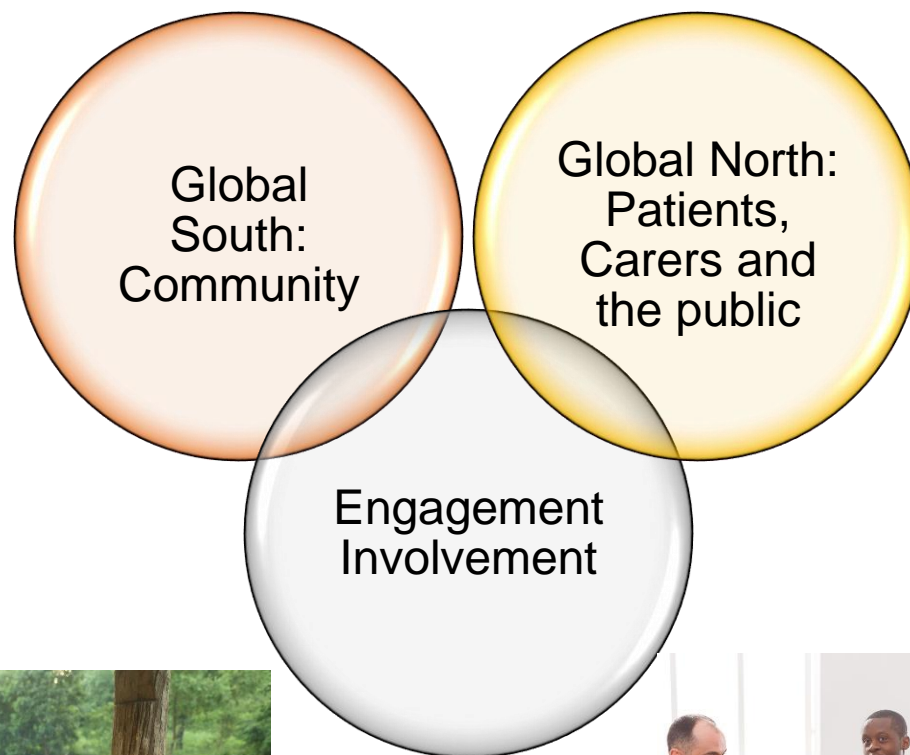 Global
South:
Community
Global North:
Patients,
Carers and
the public
Engagement
Involvement